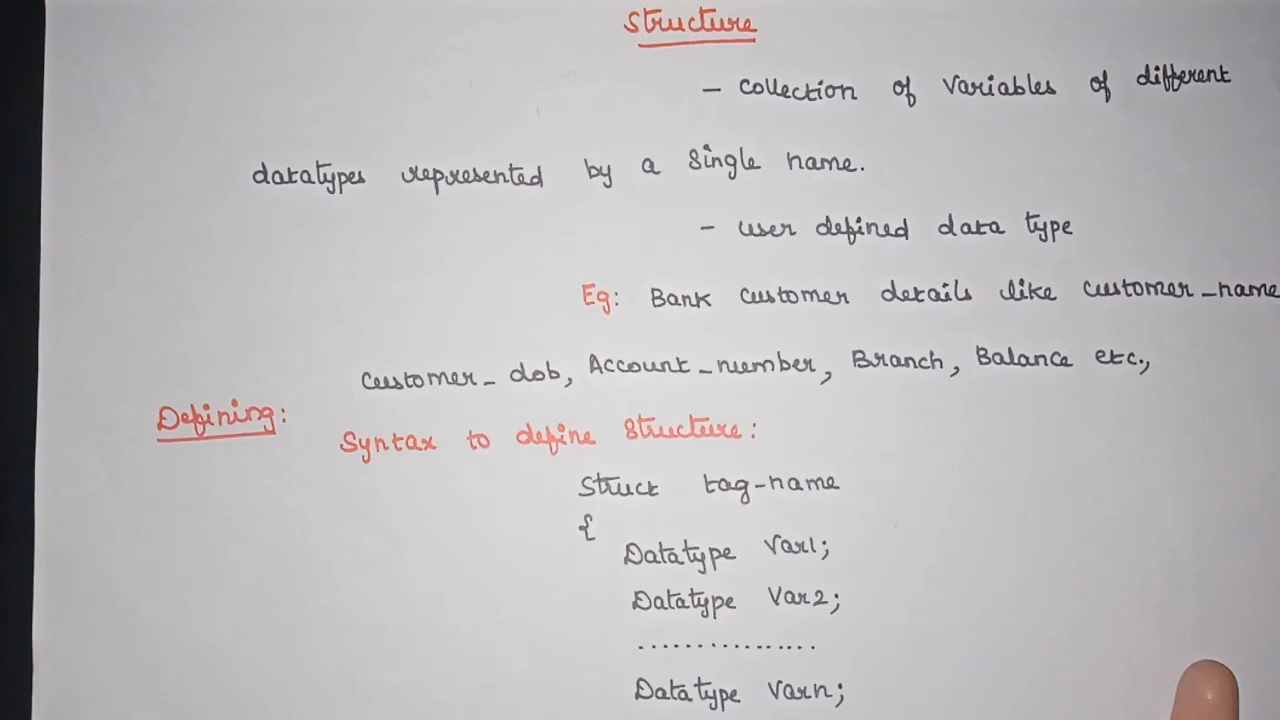 Structure
- collection of variables of different
datatypes represented by a single name.
- user defined data type
Eg: Bank customer details like customer_name
customer_dob, Account_number, Branch, Balance etc.,
Defining:
Syntax to define structure:
Struct tag-name
{
Datatype Var1;
Datatype Var2;
................
Datatype Varn;